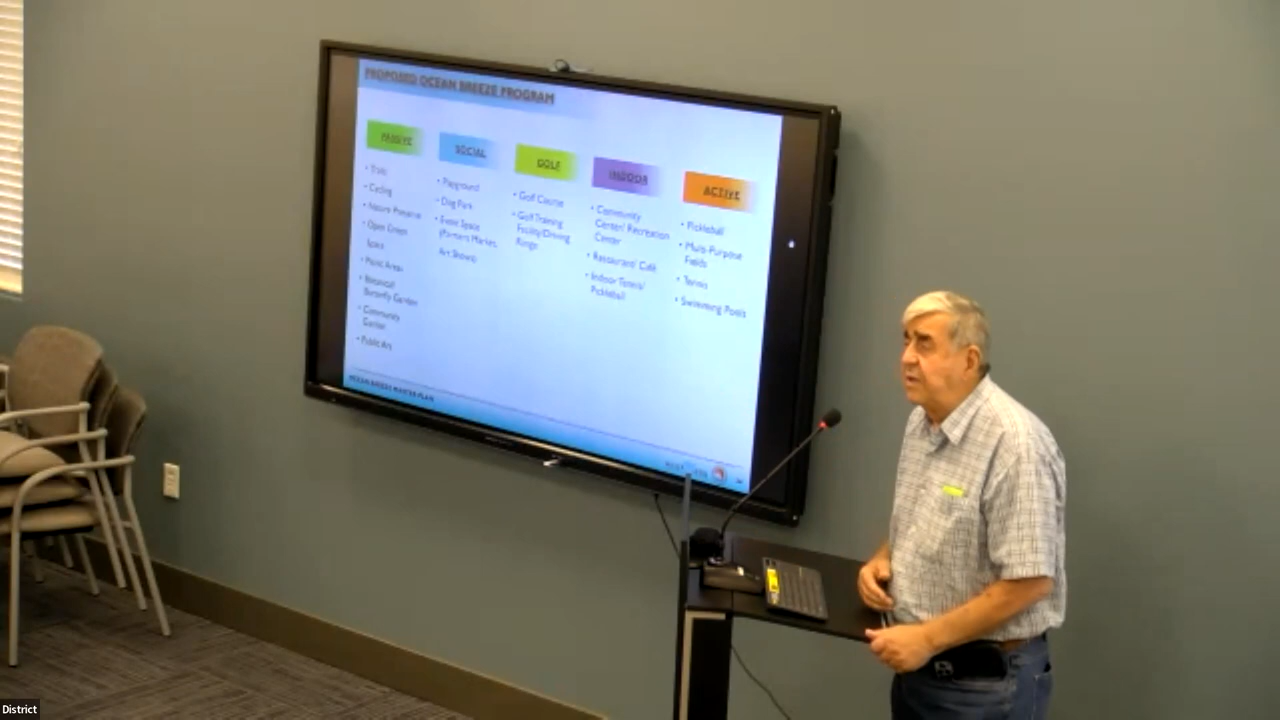 PROPOSED OCEAN BREEZE PROGRAM
PASSIVE
• Trails
• Cycling
• Nature Preserve
• Open Green
Space
• Picnic Areas
• Botanical/
Butterfly Garden
• Community
Garden
• Public Art
SOCIAL
• Playground
• Dog Park
• Event Space
(Farmers Market,
Art Shows)
GOLF
• Golf Course
• Golf Training
Facility/Driving
Range
INDOOR
• Community
Center/ Recreation
Center
• Restaurant/ Café
• Indoor Tennis/
Pickleball
ACTIVE
• Pickleball
• Multi-Purpose
Fields
• Tennis
• Swimming Pools
OCEAN BREEZE MASTER PLAN
District